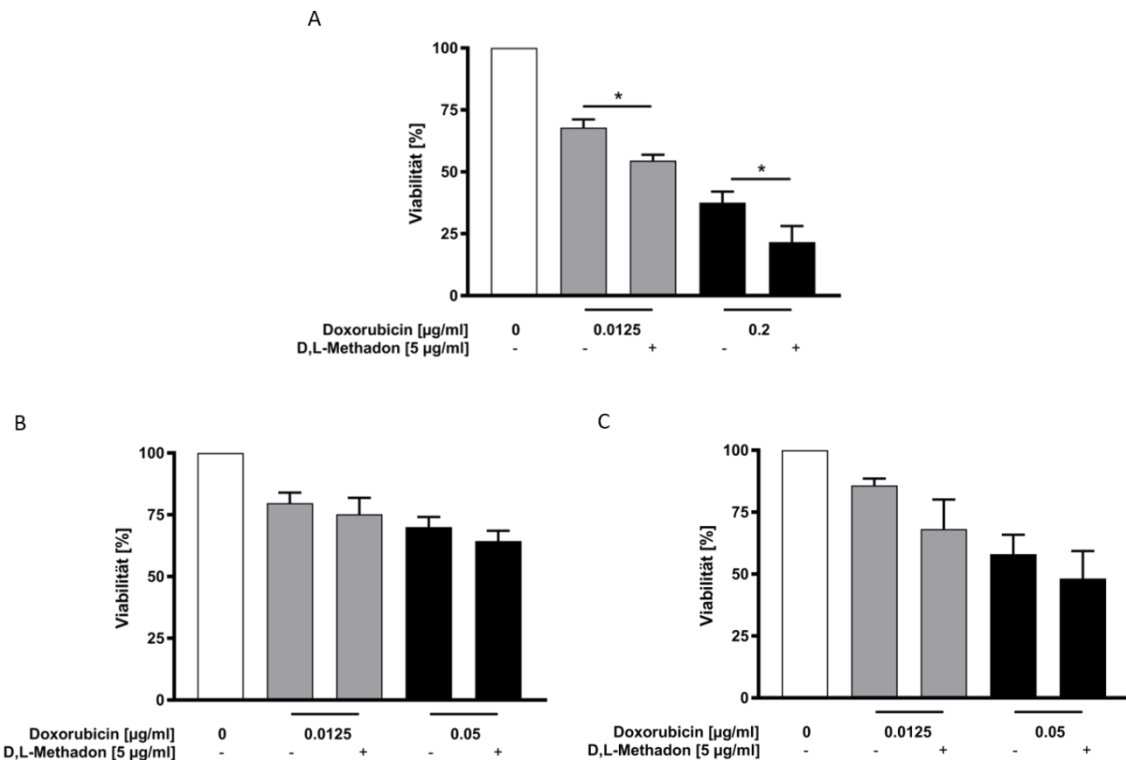 A
100
75
50
25
0
Viabilität [%]
*
*
Doxorubicin [µg/ml] 0 0.0125 0.2
D,L-Methadon [5 µg/ml] - - + - +
B
100
75
50
25
0
Viabilität [%]
Doxorubicin [µg/ml] 0 0.0125 0.05
D,L-Methadon [5 µg/ml] - - + - +
C
100
75
50
25
0
Viabilität [%]
Doxorubicin [µg/ml] 0 0.0125 0.05
D,L-Methadon [5 µg/ml] - - + - +